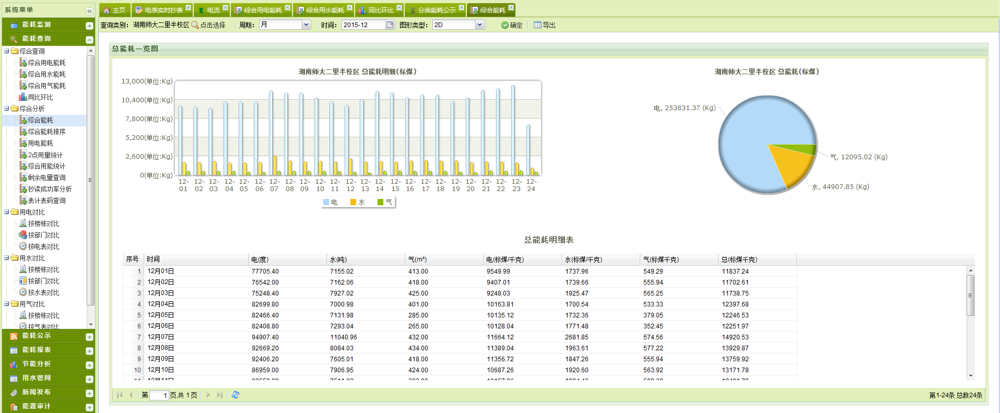 系统菜单
能耗监测
能耗查询
综合查询
综合用电能耗
综合用水能耗
综合用气能耗
同比环比
综合分析
综合能耗
综合能耗排序
用电能耗
2点用量统计
综合用能统计
剩余电量查询
抄读成功率分析
表计表码查询
用电对比
按楼栋对比
按部门对比
按电表对比
用水对比
按楼栋对比
按部门对比
按水表对比
用气对比
按楼栋对比
按气表对比
能耗公示
能耗报表
节能分析
用水管网
新闻发布
能源审计
主页 电表实时抄表 电流 综合用电能耗 综合用水能耗 同比环比 分类能耗公示 综合能耗
查询类别: 湖南师大二里半校区 点击选择 周期: 月 时间: 2015-12 图形类型: 2D 确定 导出
总能耗一览图
湖南师大二里半校区 总能耗明细(标煤)
13,000(单位:Kg)
10,400(单位:Kg)
7,800(单位:Kg)
5,200(单位:Kg)
2,600(单位:Kg)
0(单位:Kg)
12-01 12-02 12-03 12-04 12-05 12-06 12-07 12-08 12-09 12-10 12-11 12-12 12-13 12-14 12-15 12-16 12-17 12-18 12-19 12-20 12-21 12-22 12-23 12-24
电 水 气
湖南师大二里半校区 总能耗(标煤)
电, 253831.37 (Kg)
气, 12095.02 (Kg)
水, 44907.85 (Kg)
总能耗明细表
序号 时间 电(度) 水(吨) 气(m³) 电(标煤/千克) 水(标煤/千克) 气(标煤千克) 总(标煤千克)
1 12月01日 77705.40 7155.02 413.00 9549.99 1737.96 549.29 11837.24
2 12月02日 76542.00 7162.06 418.00 9407.01 1739.66 555.94 11702.61
3 12月03日 75248.40 7927.02 425.00 9248.03 1925.47 565.25 11738.75
4 12月04日 82699.80 7000.98 401.00 10163.81 1700.54 533.33 12397.68
5 12月05日 82466.40 7131.98 285.00 10135.12 1732.36 379.05 12246.53
6 12月06日 82408.80 7293.04 265.00 10128.04 1771.48 352.45 12251.97
7 12月07日 94907.40 11040.96 432.00 11664.12 2681.85 574.56 14920.53
8 12月08日 92669.20 8084.03 434.00 11389.04 1963.61 577.22 13929.87
9 12月09日 92406.20 7605.01 418.00 11356.72 1847.26 555.94 13759.92
10 12月10日 86959.00 7906.95 424.00 10687.26 1920.60 563.92 13171.78
第 1 页,共 1 页
第1-24条 总数24条